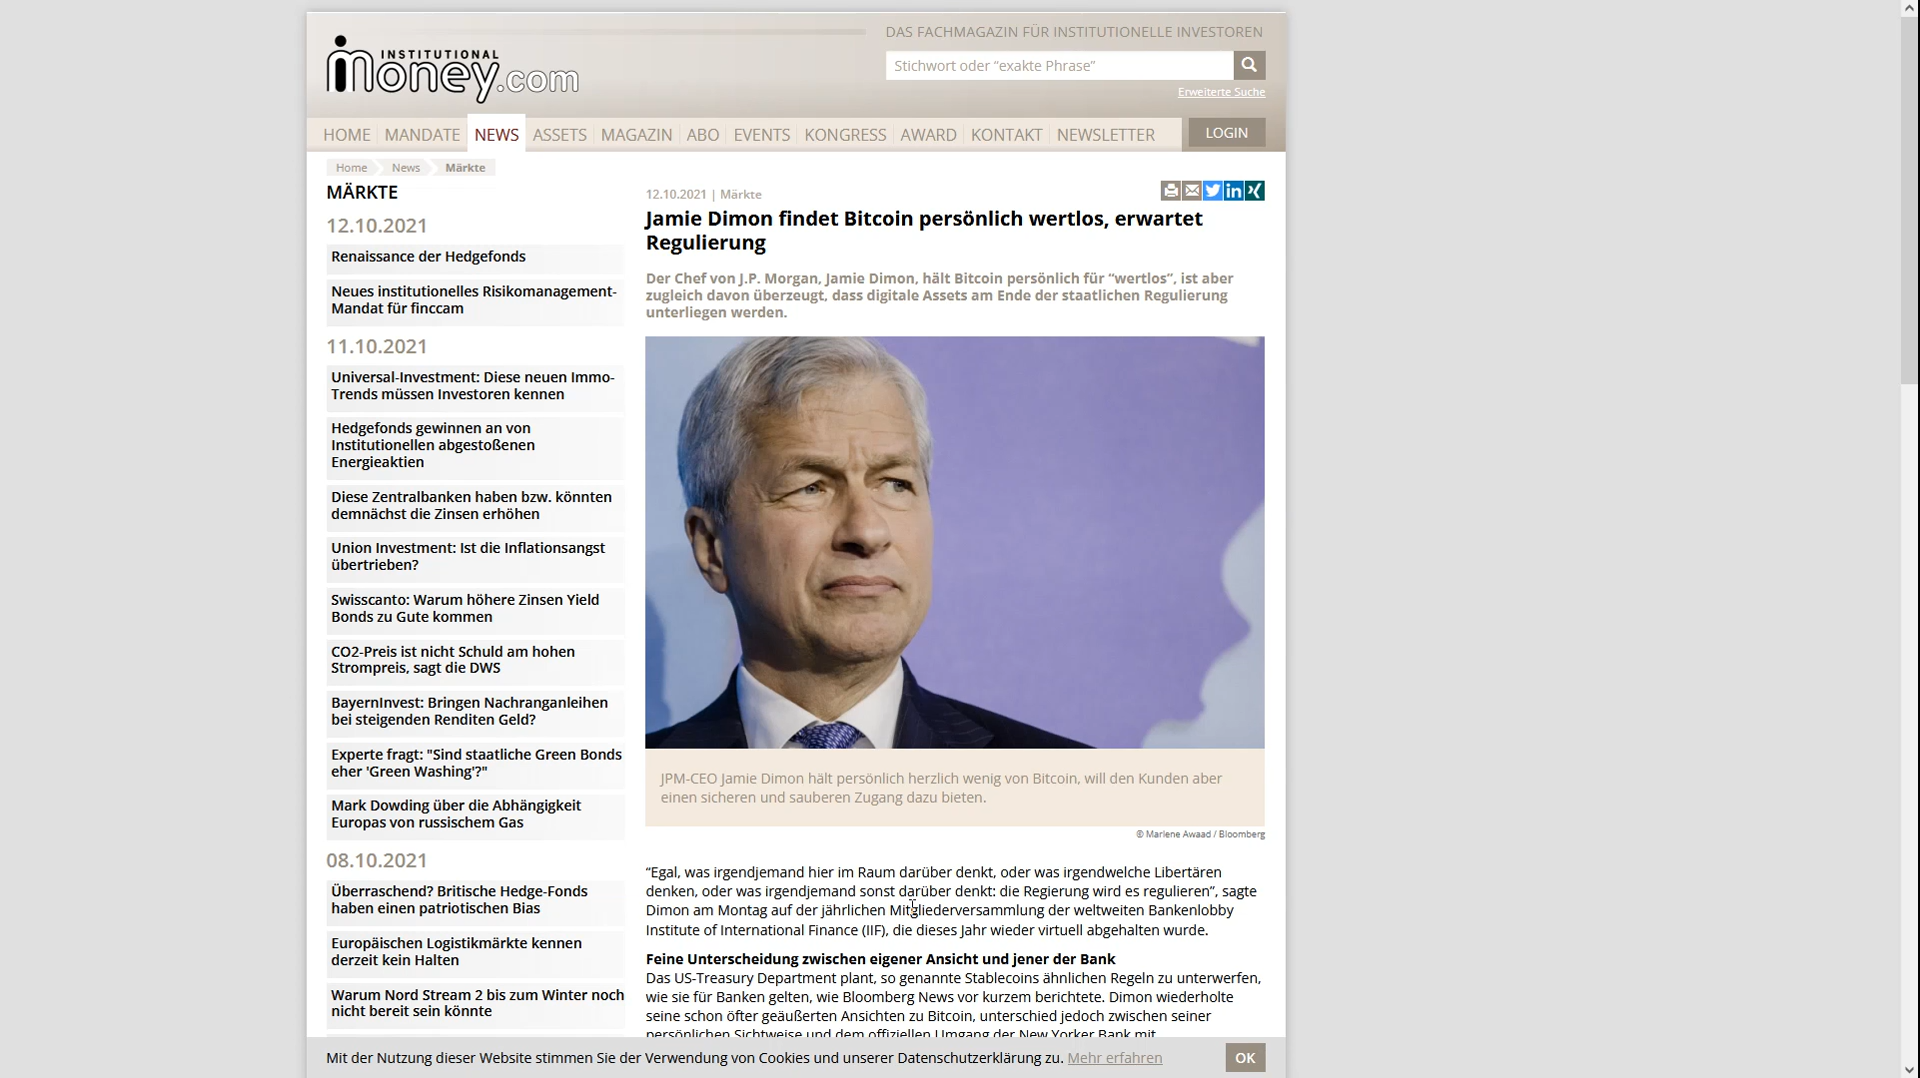 INSTITUTIONAL
money.com
DAS FACHMAGAZIN FÜR INSTITUTIONELLE INVESTOREN
Stichwort oder “exakte Phrase”
Erweiterte Suche
HOME MANDATE NEWS ASSETS MAGAZIN ABO EVENTS KONGRESS AWARD KONTAKT NEWSLETTER LOGIN
Home News Märkte
MÄRKTE
12.10.2021
Renaissance der Hedgefonds
Neues institutionelles Risikomanagement-
Mandat für finccam
11.10.2021
Universal-Investment: Diese neuen Immo-
Trends müssen Investoren kennen
Hedgefonds gewinnen an von
Institutionellen abgestoßenen
Energieaktien
Diese Zentralbanken haben bzw. könnten
demnächst die Zinsen erhöhen
Union Investment: Ist die Inflationsangst
übertrieben?
Swisscanto: Warum höhere Zinsen Yield
Bonds zu Gute kommen
CO2-Preis ist nicht Schuld am hohen
Strompreis, sagt die DWS
BayernInvest: Bringen Nachranganleihen
bei steigenden Renditen Geld?
Experte fragt: "Sind staatliche Green Bonds
eher 'Green Washing'?"
Mark Dowding über die Abhängigkeit
Europas von russischem Gas
08.10.2021
Überraschend? Britische Hedge-Fonds
haben einen patriotischen Bias
Europäischen Logistikmärkte kennen
derzeit kein Halten
Warum Nord Stream 2 bis zum Winter noch
nicht bereit sein könnte
12.10.2021 | Märkte
Jamie Dimon findet Bitcoin persönlich wertlos, erwartet
Regulierung
Der Chef von J.P. Morgan, Jamie Dimon, hält Bitcoin persönlich für “wertlos”, ist aber
zugleich davon überzeugt, dass digitale Assets am Ende der staatlichen Regulierung
unterliegen werden.
JPM-CEO Jamie Dimon hält persönlich herzlich wenig von Bitcoin, will den Kunden aber
einen sicheren und sauberen Zugang dazu bieten.
© Marlene Awaad / Bloomberg
“Egal, was irgendjemand hier im Raum darüber denkt, oder was irgendwelche Libertären
denken, oder was irgendjemand sonst darüber denkt: die Regierung wird es regulieren”, sagte
Dimon am Montag auf der jährlichen Mitgliederversammlung der weltweiten Bankenlobby
Institute of International Finance (IIF), die dieses Jahr wieder virtuell abgehalten wurde.
Feine Unterscheidung zwischen eigener Ansicht und jener der Bank
Das US-Treasury Department plant, so genannte Stablecoins ähnlichen Regeln zu unterwerfen,
wie sie für Banken gelten, wie Bloomberg News vor kurzem berichtete. Dimon wiederholte
seine schon öfter geäußerten Ansichten zu Bitcoin, unterschied jedoch zwischen seiner
persönlichen Sichtweise und dem offiziellen Umgang der New Yorker Bank mit
Mit der Nutzung dieser Website stimmen Sie der Verwendung von Cookies und unserer Datenschutzerklärung zu. Mehr erfahren OK